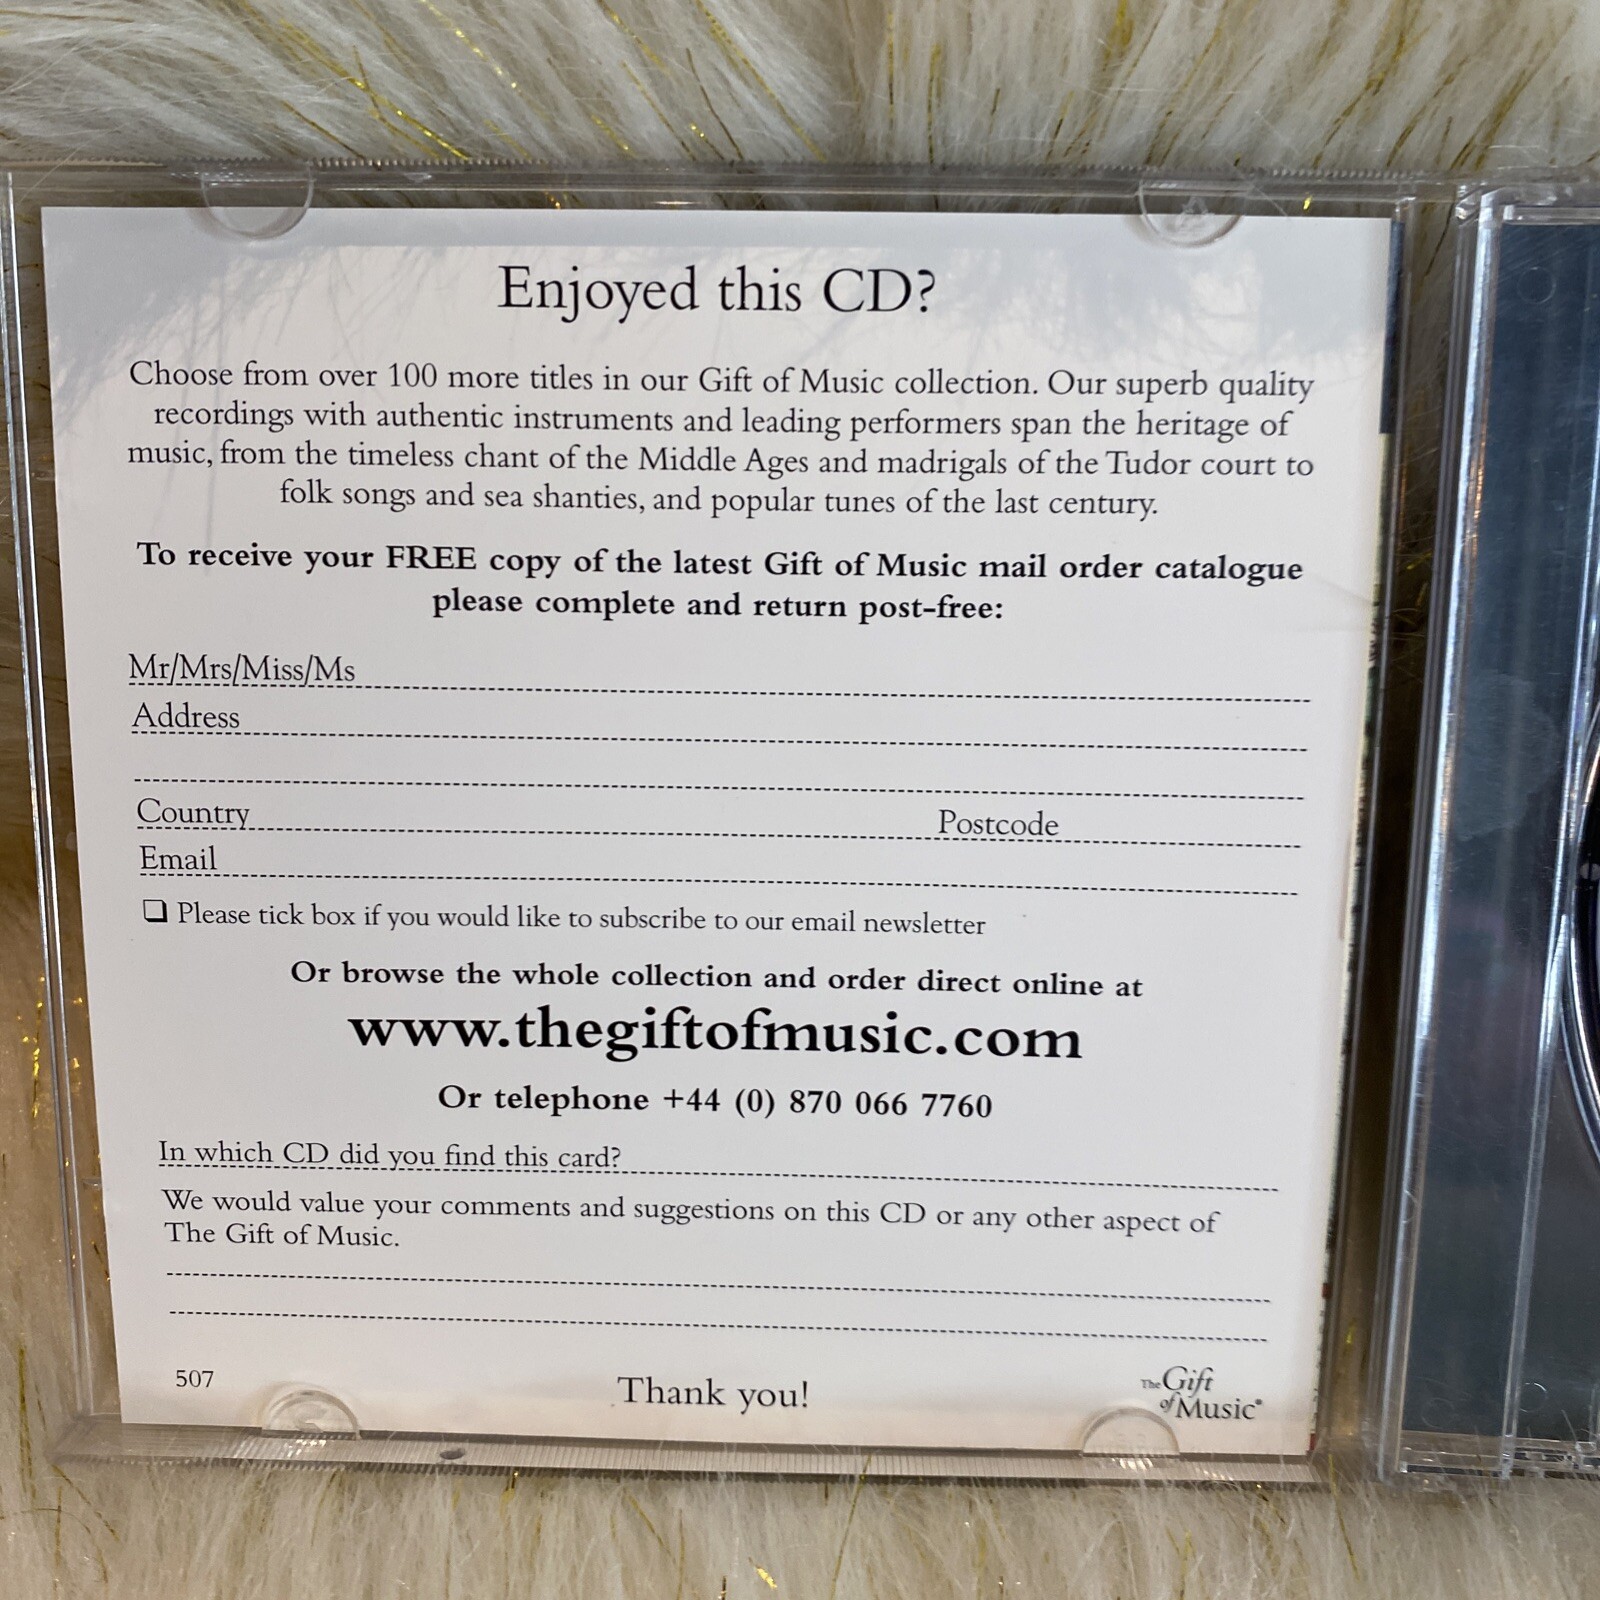 Enjoyed this CD?
Choose from over 100 more titles in our Gift of Music collection. Our superb quality
recordings with authentic instruments and leading performers span the heritage of
music, from the timeless chant of the Middle Ages and madrigals of the Tudor court to
folk songs and sea shanties, and popular tunes of the last century.
To receive your FREE copy of the latest Gift of Music mail order catalogue
please complete and return post-free:
Mr/Mrs/Miss/Ms
Address
Country Postcode
Email
❏ Please tick box if you would like to subscribe to our email newsletter
Or browse the whole collection and order direct online at
www.thegiftofmusic.com
Or telephone +44 (0) 870 066 7760
In which CD did you find this card?
We would value your comments and suggestions on this CD or any other aspect of
The Gift of Music.
507
Thank you!
The Gift
of Music®